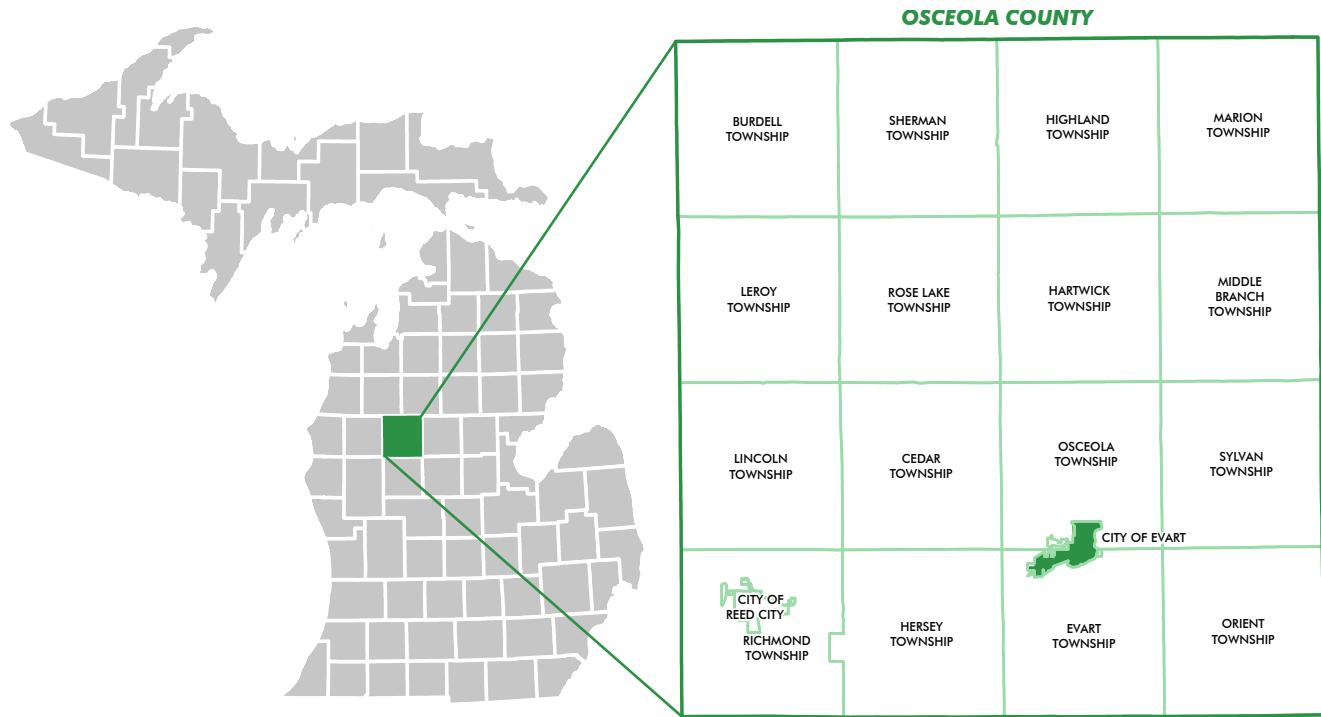 OSCEOLA COUNTY
BURDELL
TOWNSHIP
SHERMAN
TOWNSHIP
HIGHLAND
TOWNSHIP
MARION
TOWNSHIP
LEROY
TOWNSHIP
ROSE LAKE
TOWNSHIP
HARTWICK
TOWNSHIP
MIDDLE
BRANCH
TOWNSHIP
LINCOLN
TOWNSHIP
CEDAR
TOWNSHIP
OSCEOLA
TOWNSHIP
SYLVAN
TOWNSHIP
CITY OF EVART
CITY OF
REED CITY
RICHMOND
TOWNSHIP
HERSEY
TOWNSHIP
EVART
TOWNSHIP
ORIENT
TOWNSHIP